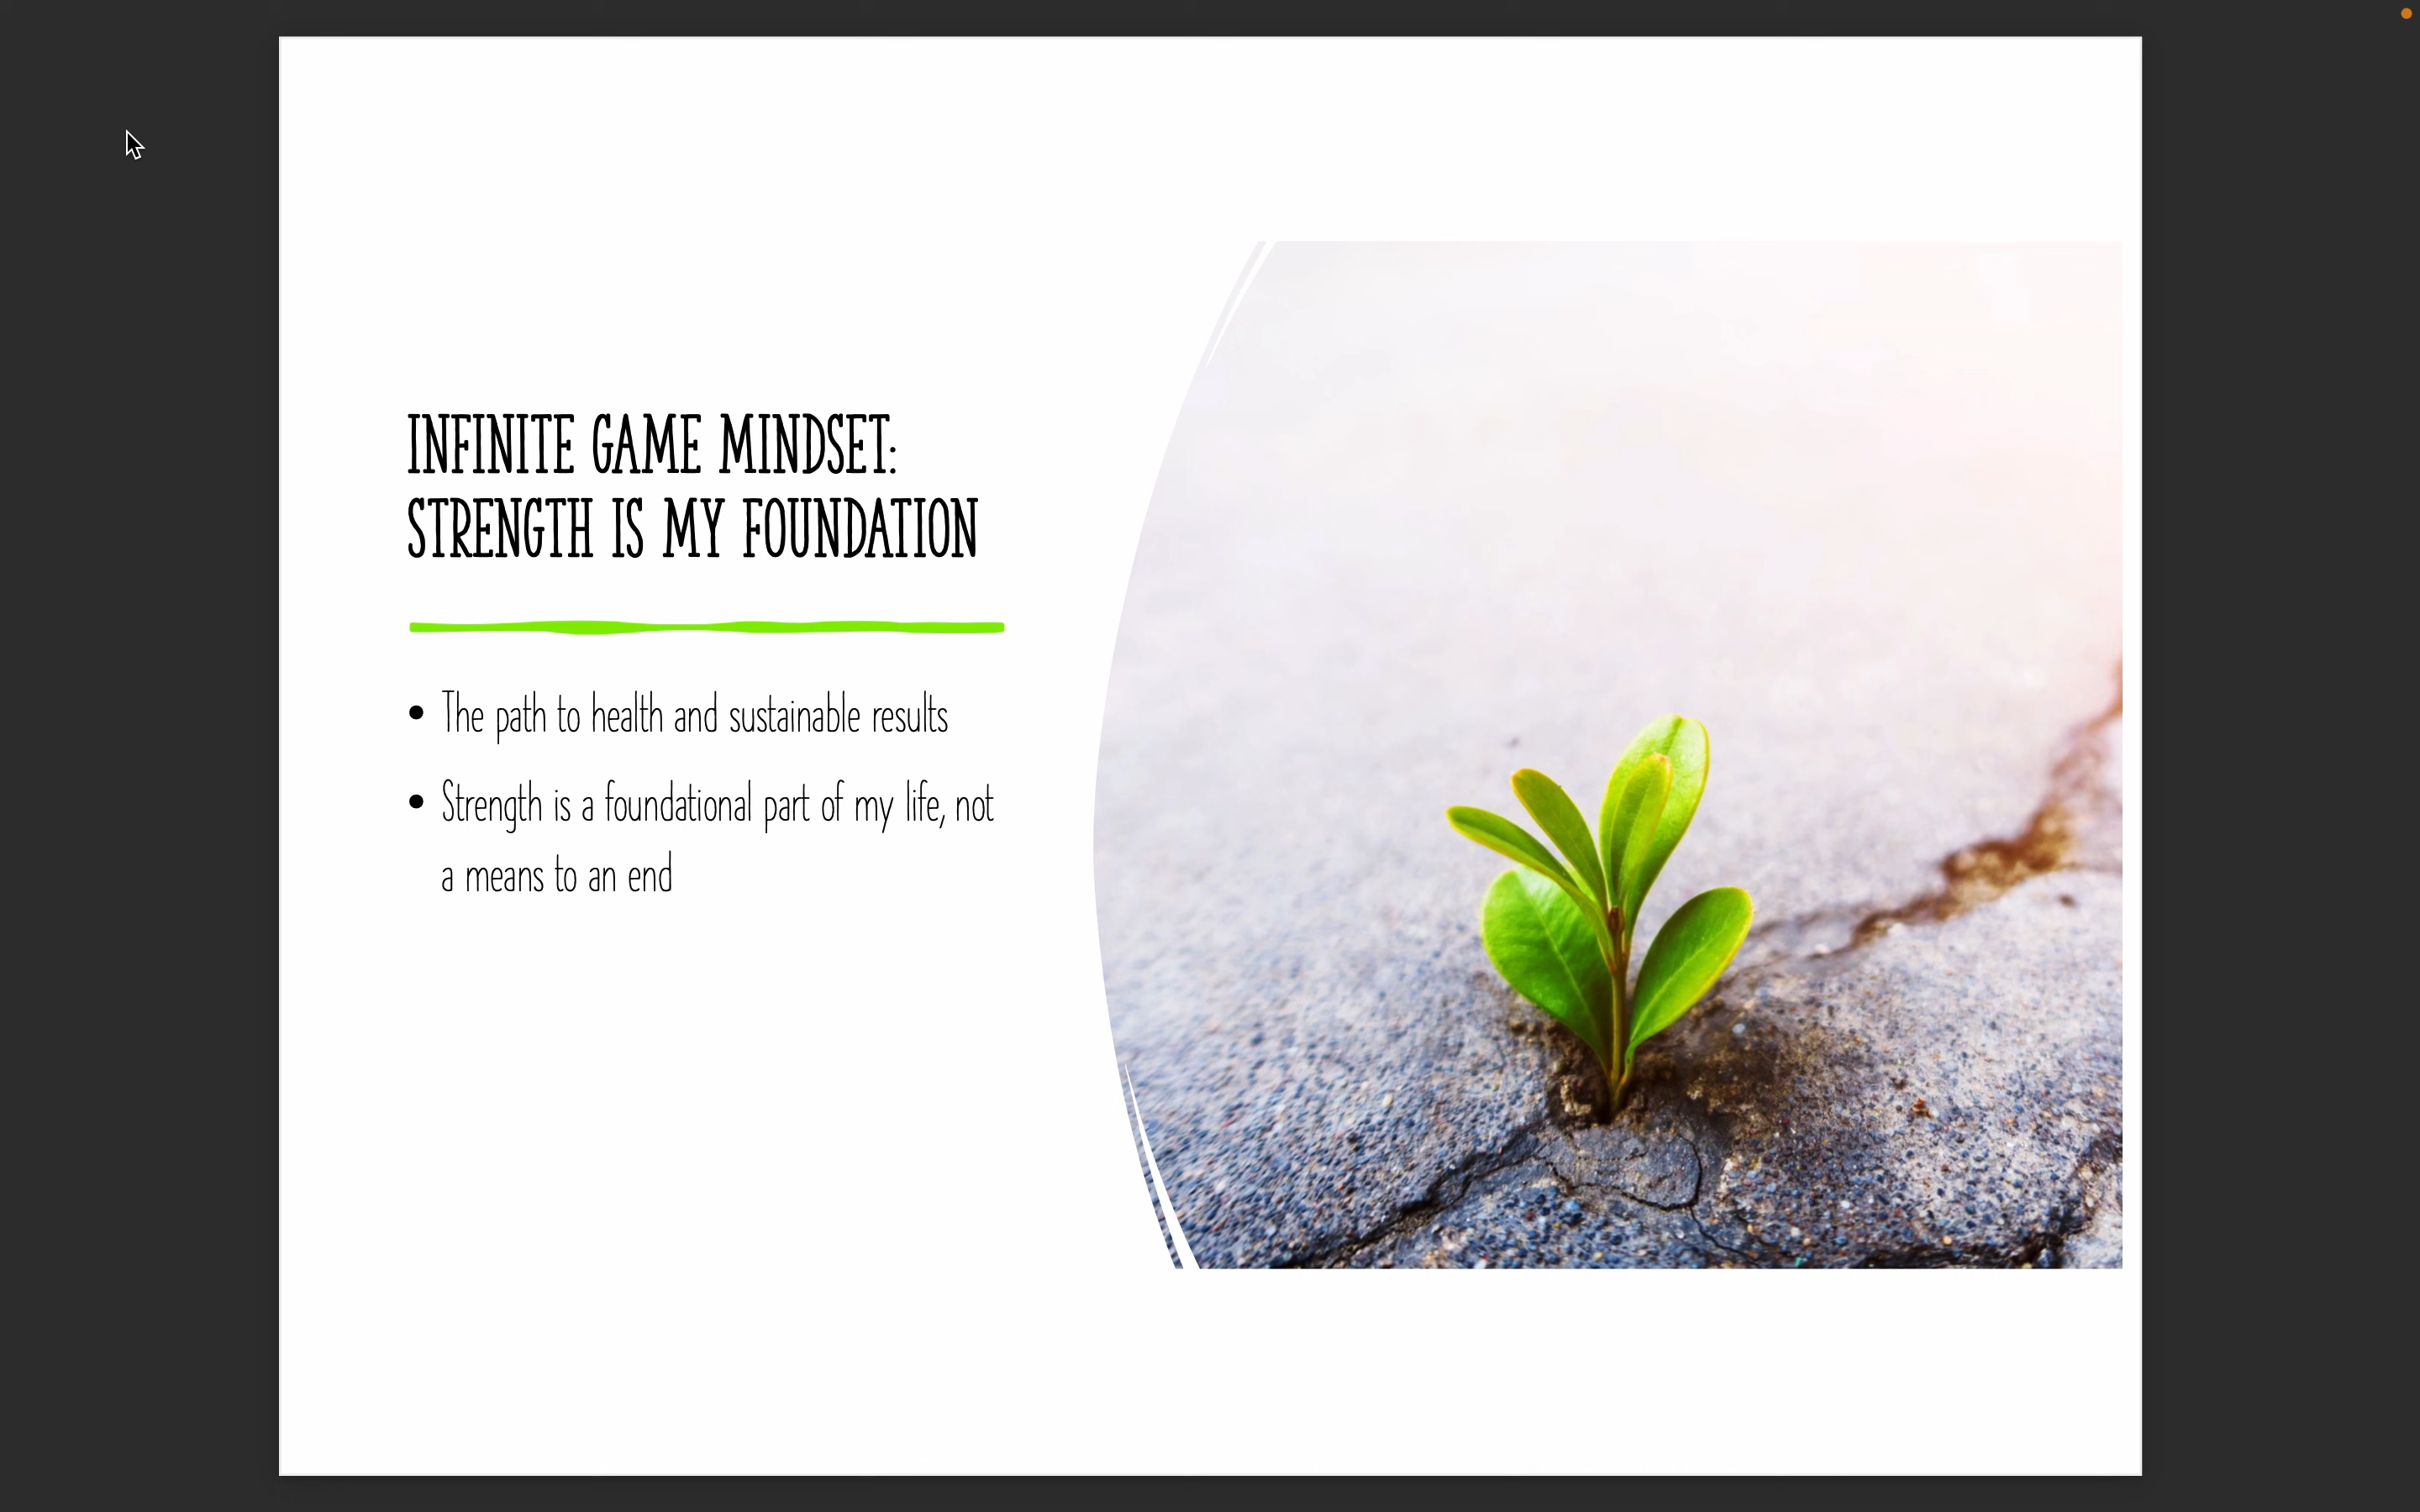 INFINITE GAME MINDSET:
STRENGTH IS MY FOUNDATION
• The path to health and sustainable results
• Strength is a foundational part of my life, not
a means to an end